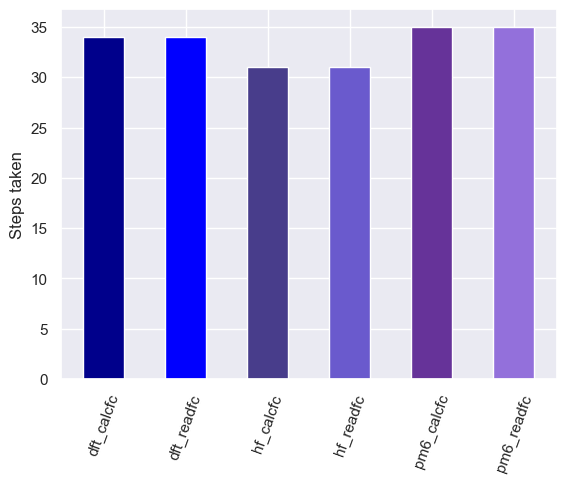 35
30
25
20
15
10
5
0
Steps taken
dft_calcfc
dft_readfc
hf_calcfc
hf_readfc
pm6_calcfc
pm6_readfc